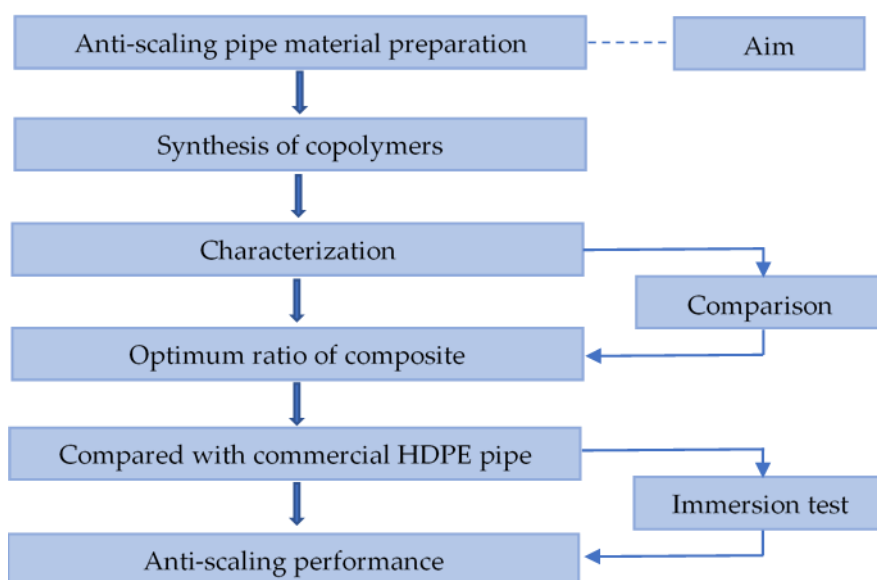 Anti-scaling pipe material preparation
Aim
Synthesis of copolymers
Characterization
Comparison
Optimum ratio of composite
Compared with commercial HDPE pipe
Immersion test
Anti-scaling performance